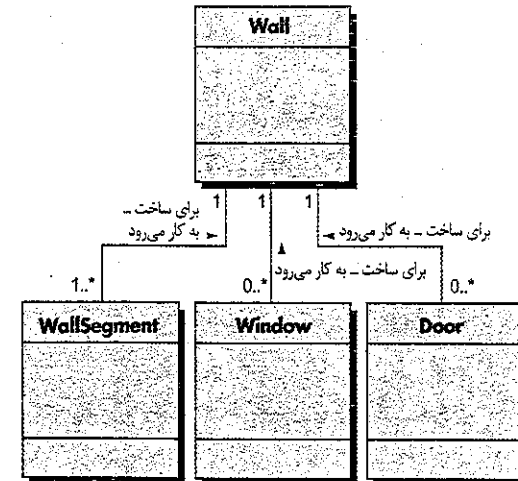 Wall
1
1
1
برای ساخت ـ
به کار می‌رود ►
برای ساخت ـ به کار می‌رود ◄
▲
برای ساخت ـ به کار می‌رود
1..*
0..*
0..*
WallSegment
Window
Door